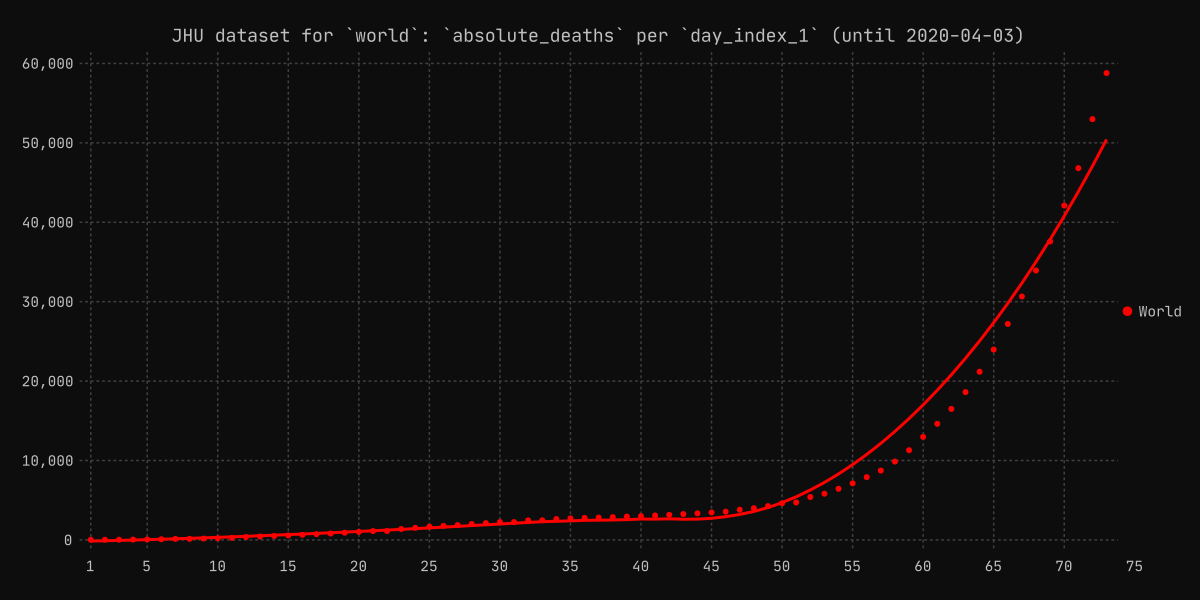 JHU dataset for `world`: `absolute_deaths` per `day_index_1` (until 2020-04-03)
60,000
50,000
40,000
30,000
20,000
10,000
0
World
1 5 10 15 20 25 30 35 40 45 50 55 60 65 70 75